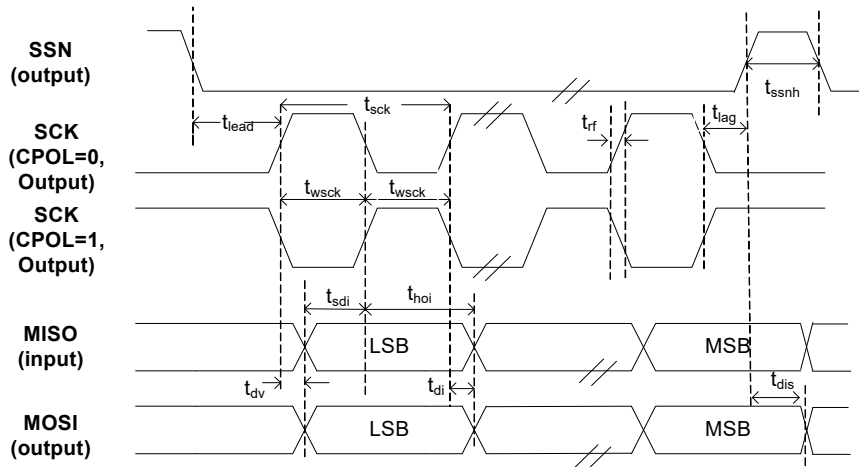 SSN
(output)
t_ssnh
t_sck
t_lead
t_rf
t_lag
SCK
(CPOL=0,
Output)
t_wsck t_wsck
SCK
(CPOL=1,
Output)
t_sdi t_hoi
MISO
(input)
LSB MSB
t_dv t_di t_dis
MOSI
(output)
LSB MSB